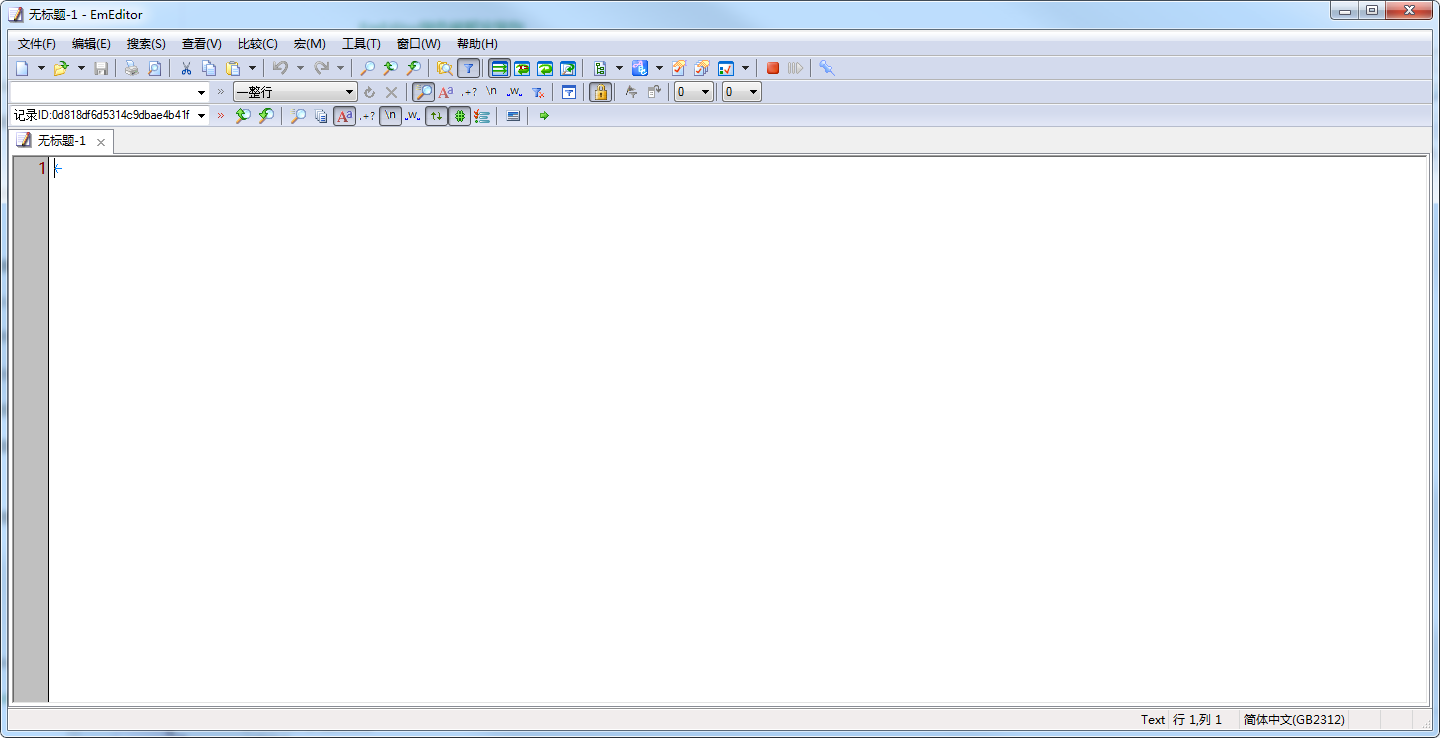 无标题-1 - EmEditor
文件(F) 编辑(E) 搜索(S) 查看(V) 比较(C) 宏(M) 工具(T) 窗口(W) 帮助(H)
一整行 .+? \n .w. 0 0
记录ID:0d818df6d5314c9dbae4b41f .+? \n .w.
无标题-1
1
Text 行 1,列 1 简体中文(GB2312)